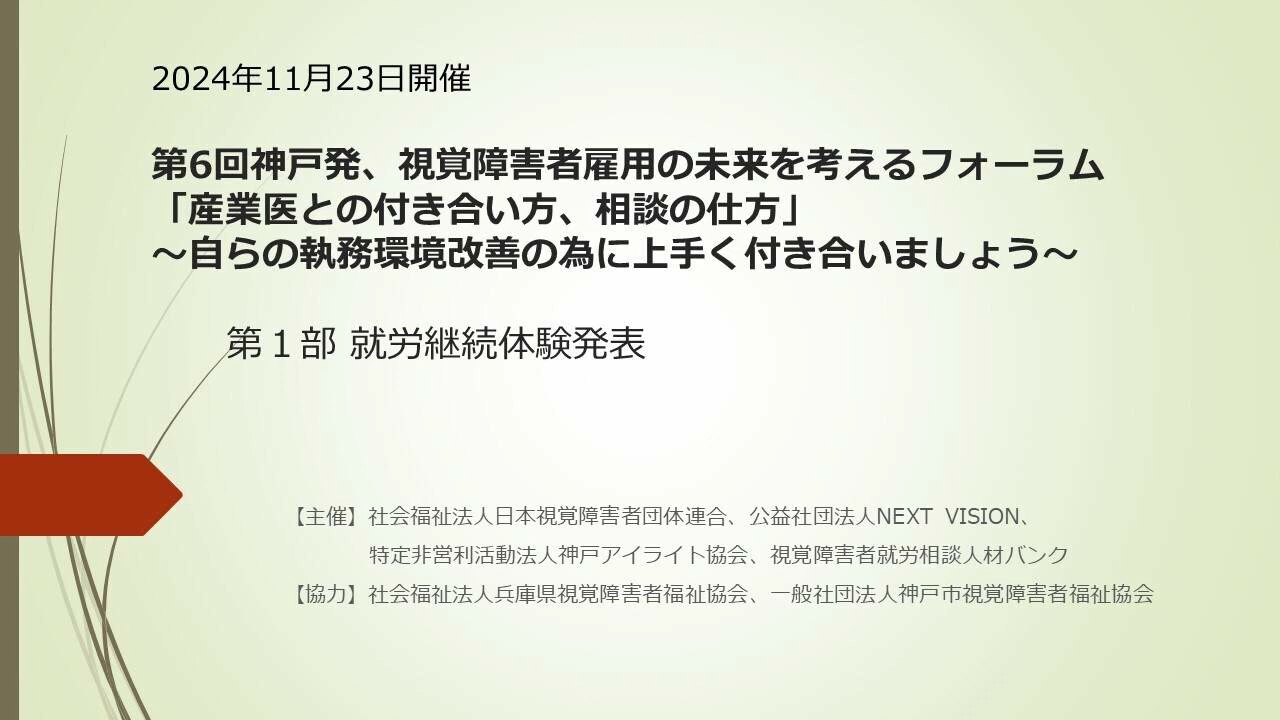 2024年11月23日開催
第6回神戸発、視覚障害者雇用の未来を考えるフォーラム
「産業医との付き合い方、相談の仕方」
～自らの執務環境改善の為に上手く付き合いましょう～
第１部 就労継続体験発表
【主催】社会福祉法人日本視覚障害者団体連合、公益社団法人NEXT VISION、
特定非営利活動法人神戸アイライト協会、視覚障害者就労相談人材バンク
【協力】社会福祉法人兵庫県視覚障害者福祉協会、一般社団法人神戸市視覚障害者福祉協会